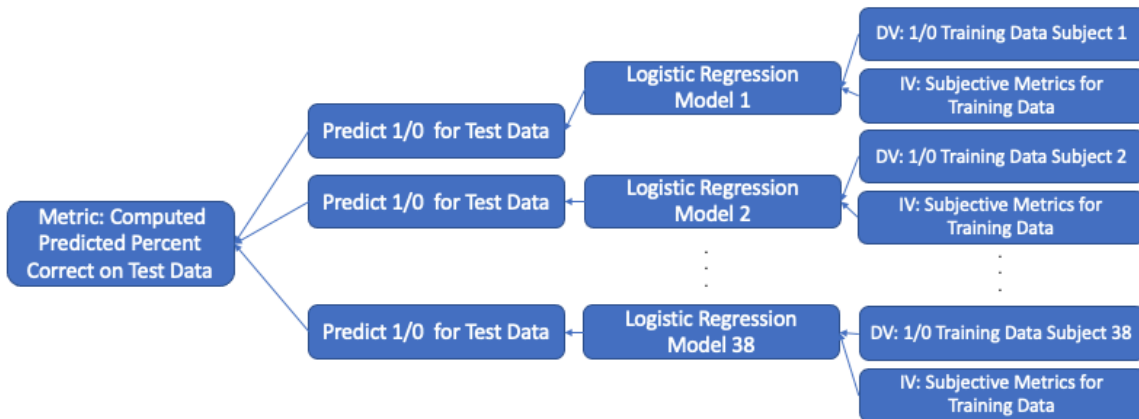 DV: 1/0 Training Data Subject 1
Logistic Regression
Model 1
IV: Subjective Metrics for
Training Data
Predict 1/0 for Test Data
DV: 1/0 Training Data Subject 2
Predict 1/0 for Test Data
Logistic Regression
Model 2
IV: Subjective Metrics for
Training Data
Metric: Computed
Predicted Percent
Correct on Test Data
Predict 1/0 for Test Data
Logistic Regression
Model 38
DV: 1/0 Training Data Subject 38
IV: Subjective Metrics for
Training Data